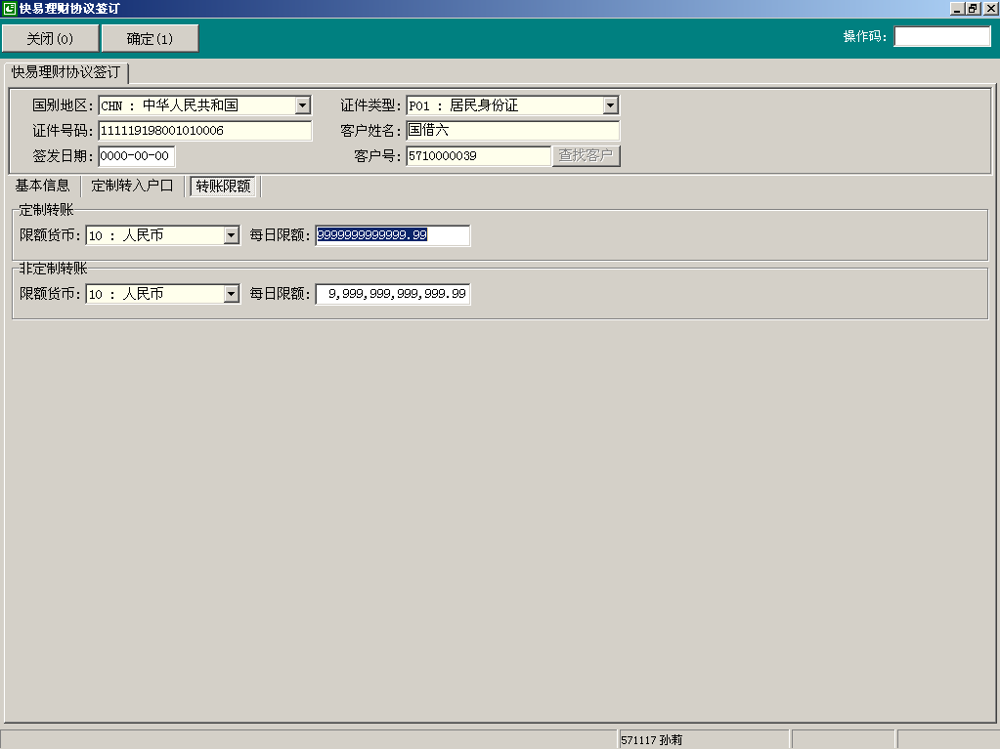 快易理财协议签订
关闭(0) 确定(1) 操作码:
快易理财协议签订
国别地区: CHN : 中华人民共和国 证件类型: P01 : 居民身份证
证件号码: 111119198001010006 客户姓名: 国借六
签发日期: 0000-00-00 客户号: 5710000039 查找客户
基本信息 定制转入户口 转账限额
定制转账
限额货币: 10 : 人民币 每日限额: 9999999999999.99
非定制转账
限额货币: 10 : 人民币 每日限额: 9,999,999,999,999.99
571117 孙莉